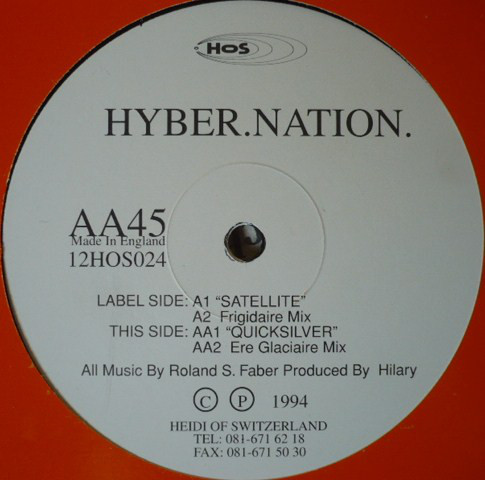 HOS
HYBER.NATION.
AA45
Made In England
12HOS024
LABEL SIDE: A1 “SATELLITE”
A2 Frigidaire Mix
THIS SIDE: AA1 “QUICKSILVER”
AA2 Ere Glaciaire Mix
All Music By Roland S. Faber Produced By Hilary
Ⓒ Ⓟ 1994
HEIDI OF SWITZERLAND
TEL: 081-671 62 18
FAX: 081-671 50 30